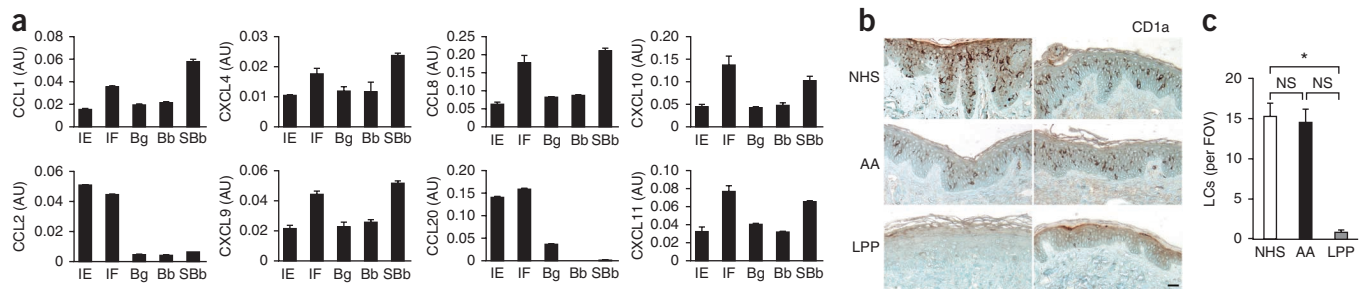 a
CCL1 (AU)
0.08
0.06
0.04
0.02
0
IE IF Bg Bb SBb
CXCL4 (AU)
0.03
0.02
0.01
0
IE IF Bg Bb SBb
CCL8 (AU)
0.25
0.20
0.15
0.10
0.05
0.00
IE IF Bg Bb SBb
CXCL10 (AU)
0.20
0.15
0.10
0.05
0.00
IE IF Bg Bb SBb
CCL2 (AU)
0.06
0.04
0.02
0
IE IF Bg Bb SBb
CXCL9 (AU)
0.06
0.04
0.02
0
IE IF Bg Bb SBb
CCL20 (AU)
0.20
0.15
0.10
0.05
0.00
IE IF Bg Bb SBb
CXCL11 (AU)
0.10
0.08
0.06
0.04
0.02
0.00
IE IF Bg Bb SBb
b
CD1a
NHS
AA
LPP
c
*
NS NS
LCs (per FOV)
20
15
10
5
0
NHS AA LPP